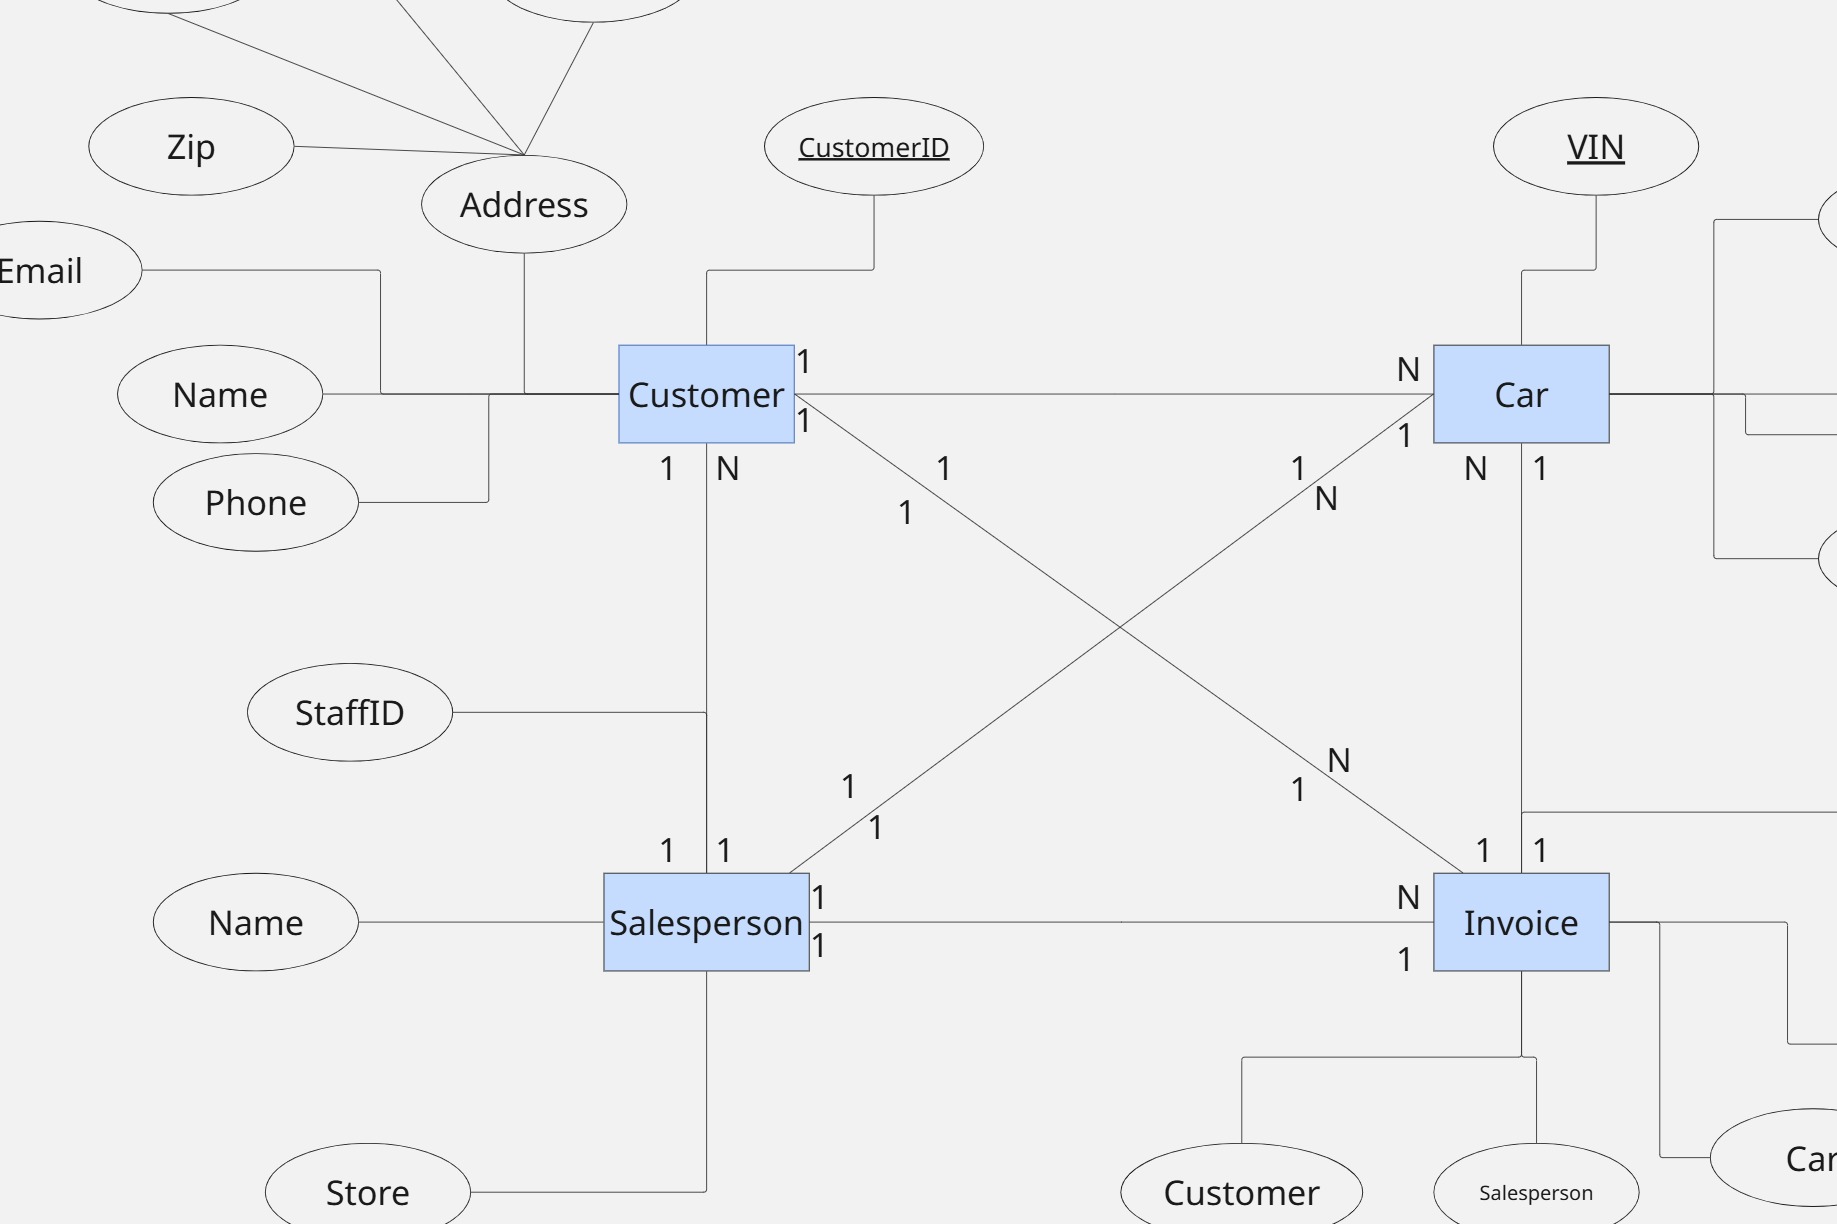 Zip
CustomerID
VIN
Address
Email
Name
Customer
1
1
N
1
Car
Phone
1
N
1
1
1
N
N
1
StaffID
1
1
N
1
1
1
1
1
Name
Salesperson
1
1
N
1
Invoice
Store
Customer
Salesperson
Car